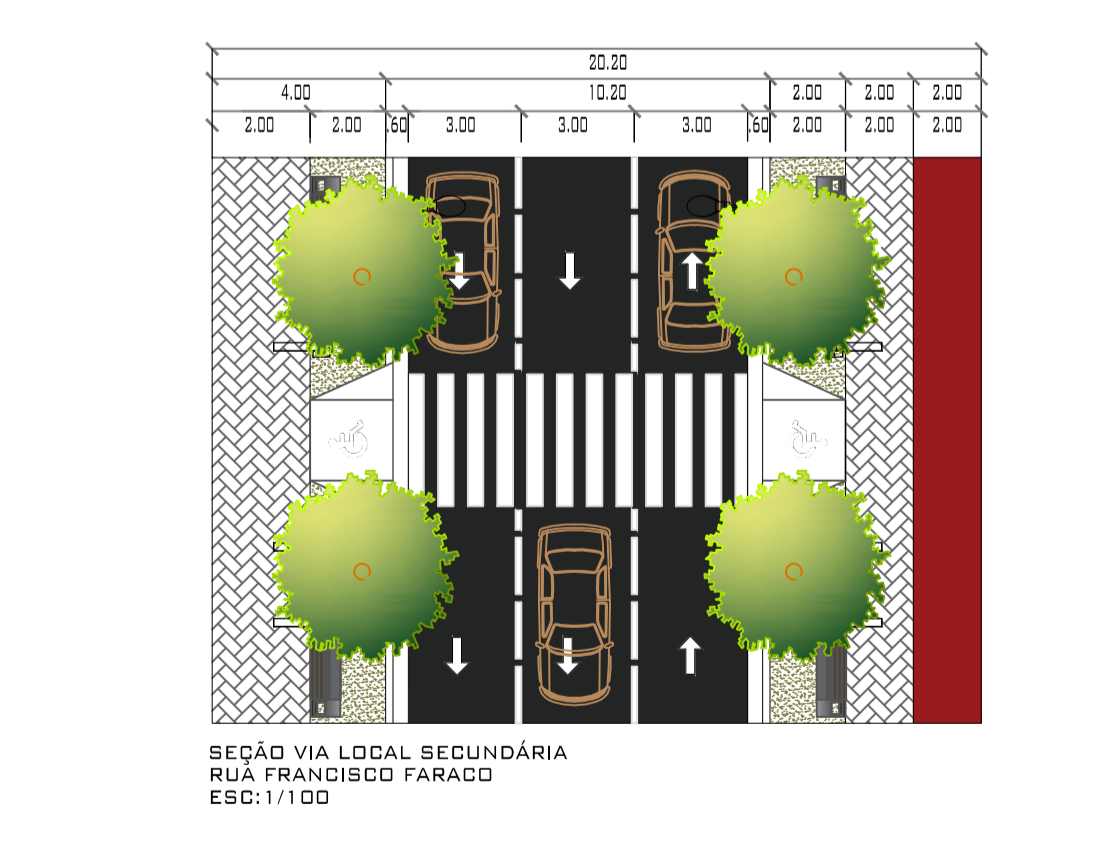 20.20
4.00 10.20 2.00 2.00 2.00
2.00 2.00 .60 3.00 3.00 3.00 .60 2.00 2.00 2.00
SEÇÃO VIA LOCAL SECUNDÁRIA
RUA FRANCISCO FARACO
ESC:1/100